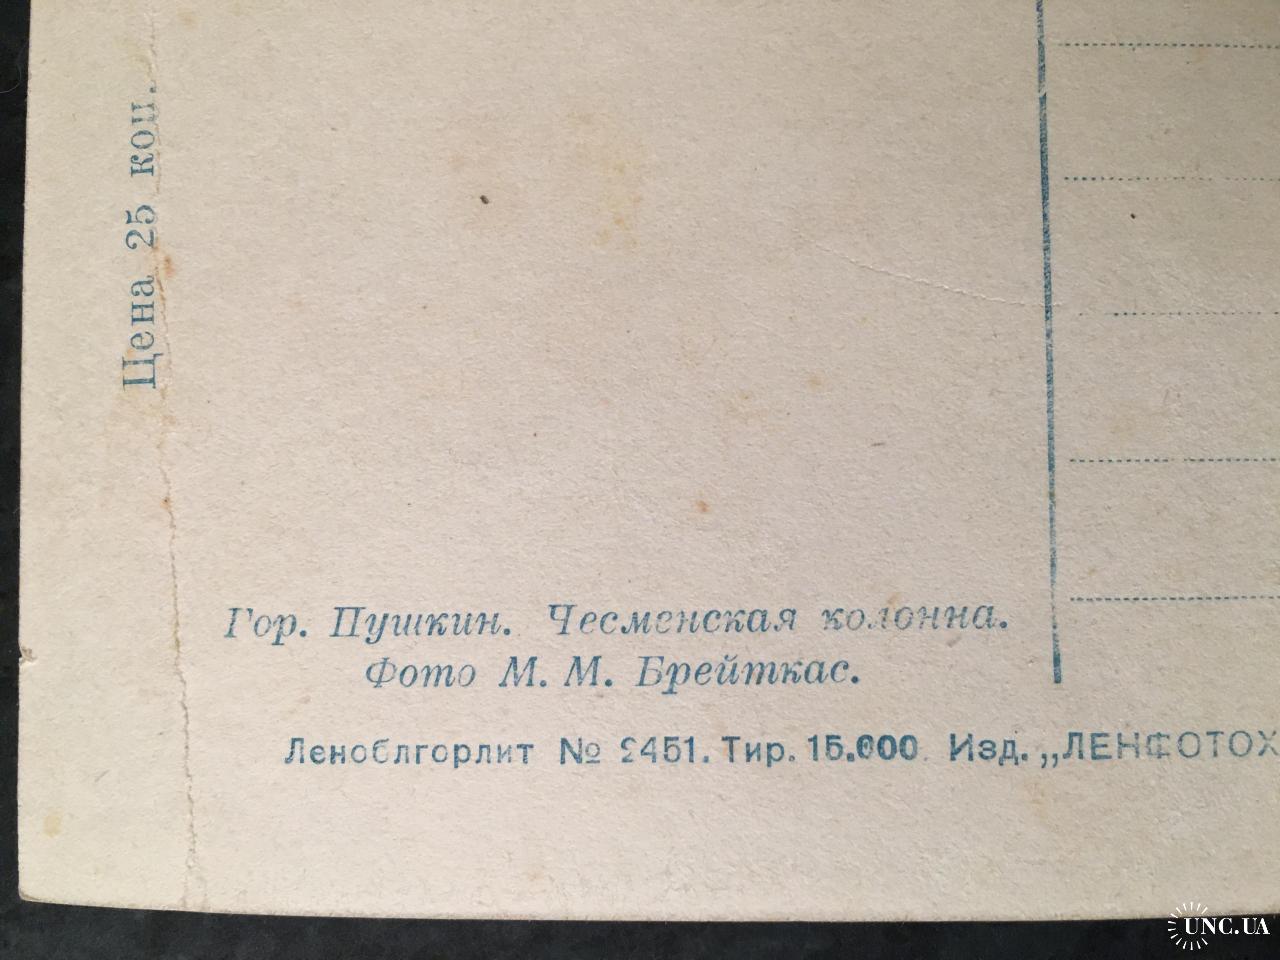 Цена 25 коп.
Гор. Пушкин. Чесменская колонна.
Фото М. М. Брейткас.
Леноблгорлит № 2451. Тир. 15.000 Изд. „ЛЕНФОТОХ
UNC.UA